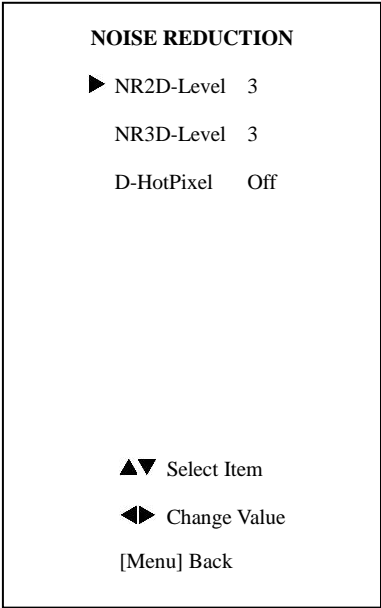 NOISE REDUCTION
▶ NR2D-Level 3
NR3D-Level 3
D-HotPixel Off
▲▼ Select Item
◀▶ Change Value
[Menu] Back